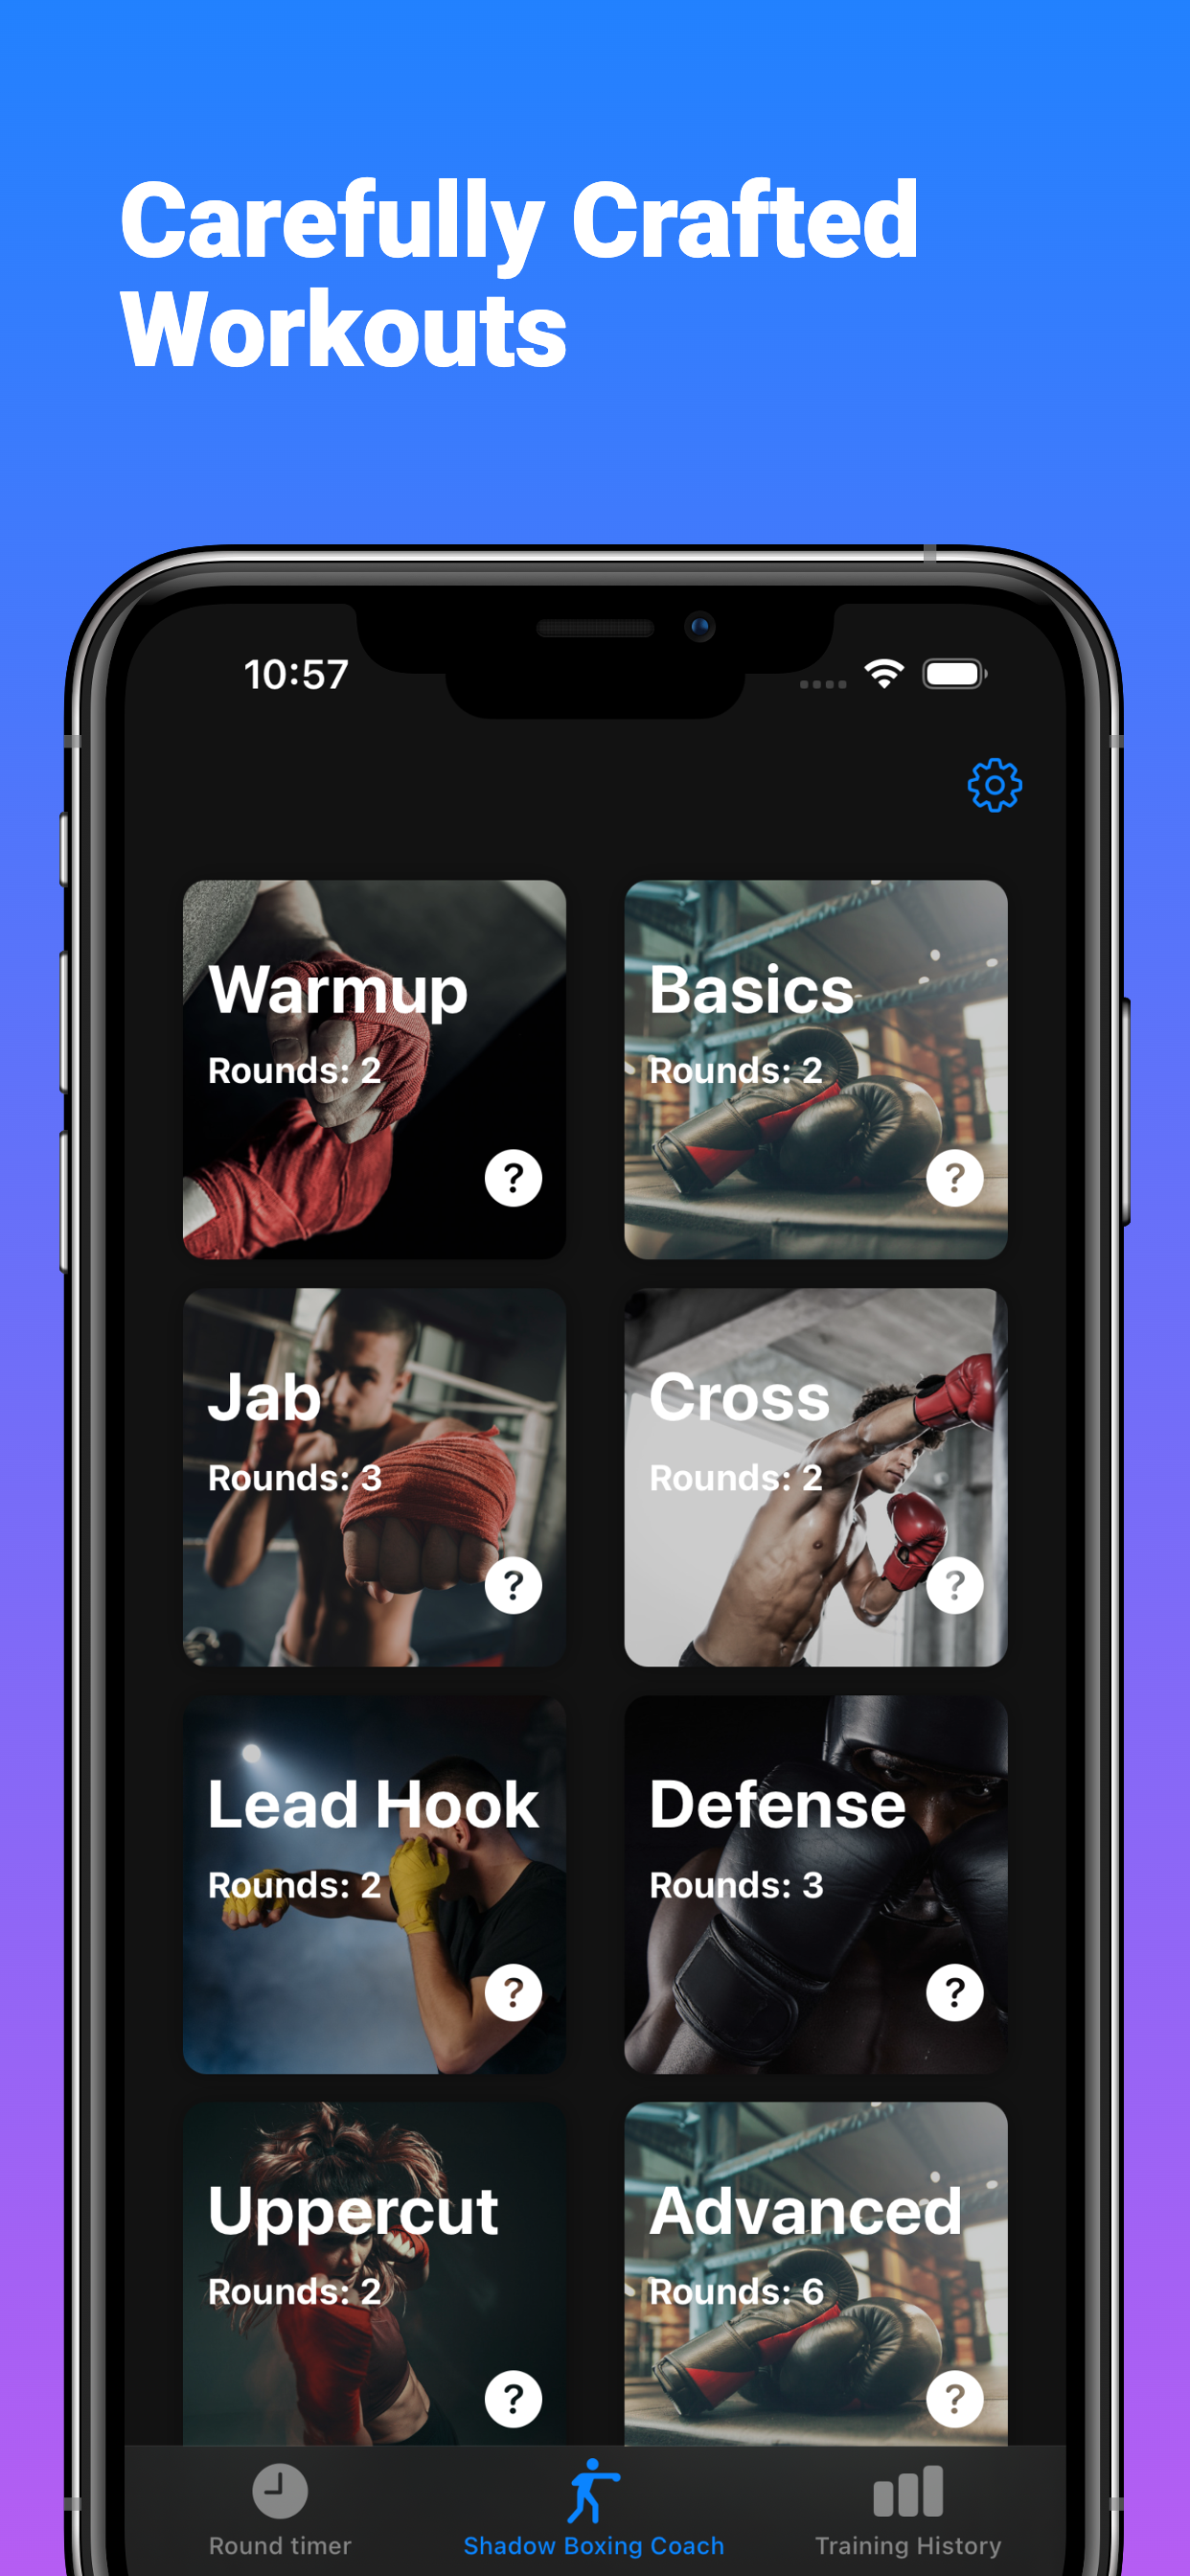 Carefully Crafted
Workouts
10:57
Warmup
Rounds: 2
?
Basics
Rounds: 2
?
Jab
Rounds: 3
?
Cross
Rounds: 2
?
Lead Hook
Rounds: 2
?
Defense
Rounds: 3
?
Uppercut
Rounds: 2
?
Advanced
Rounds: 6
?
Round timer
Shadow Boxing Coach
Training History